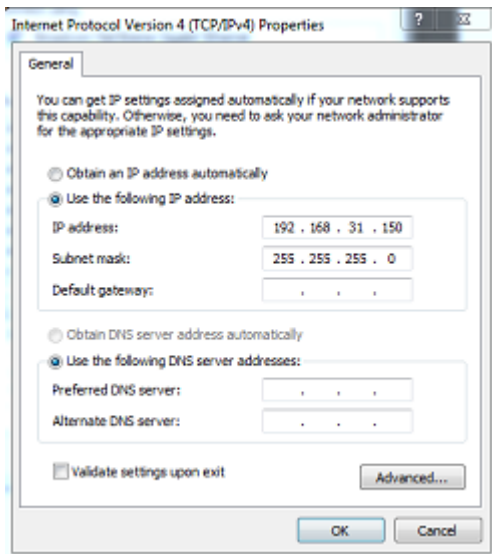 Internet Protocol Version 4 (TCP/IPv4) Properties
?
General
You can get IP settings assigned automatically if your network supports
this capability. Otherwise, you need to ask your network administrator
for the appropriate IP settings.
Obtain an IP address automatically
Use the following IP address:
IP address: 192 . 168 . 31 . 150
Subnet mask: 255 . 255 . 255 . 0
Default gateway: . . .
Obtain DNS server address automatically
Use the following DNS server addresses:
Preferred DNS server: . . .
Alternate DNS server: . . .
Validate settings upon exit
Advanced...
OK Cancel